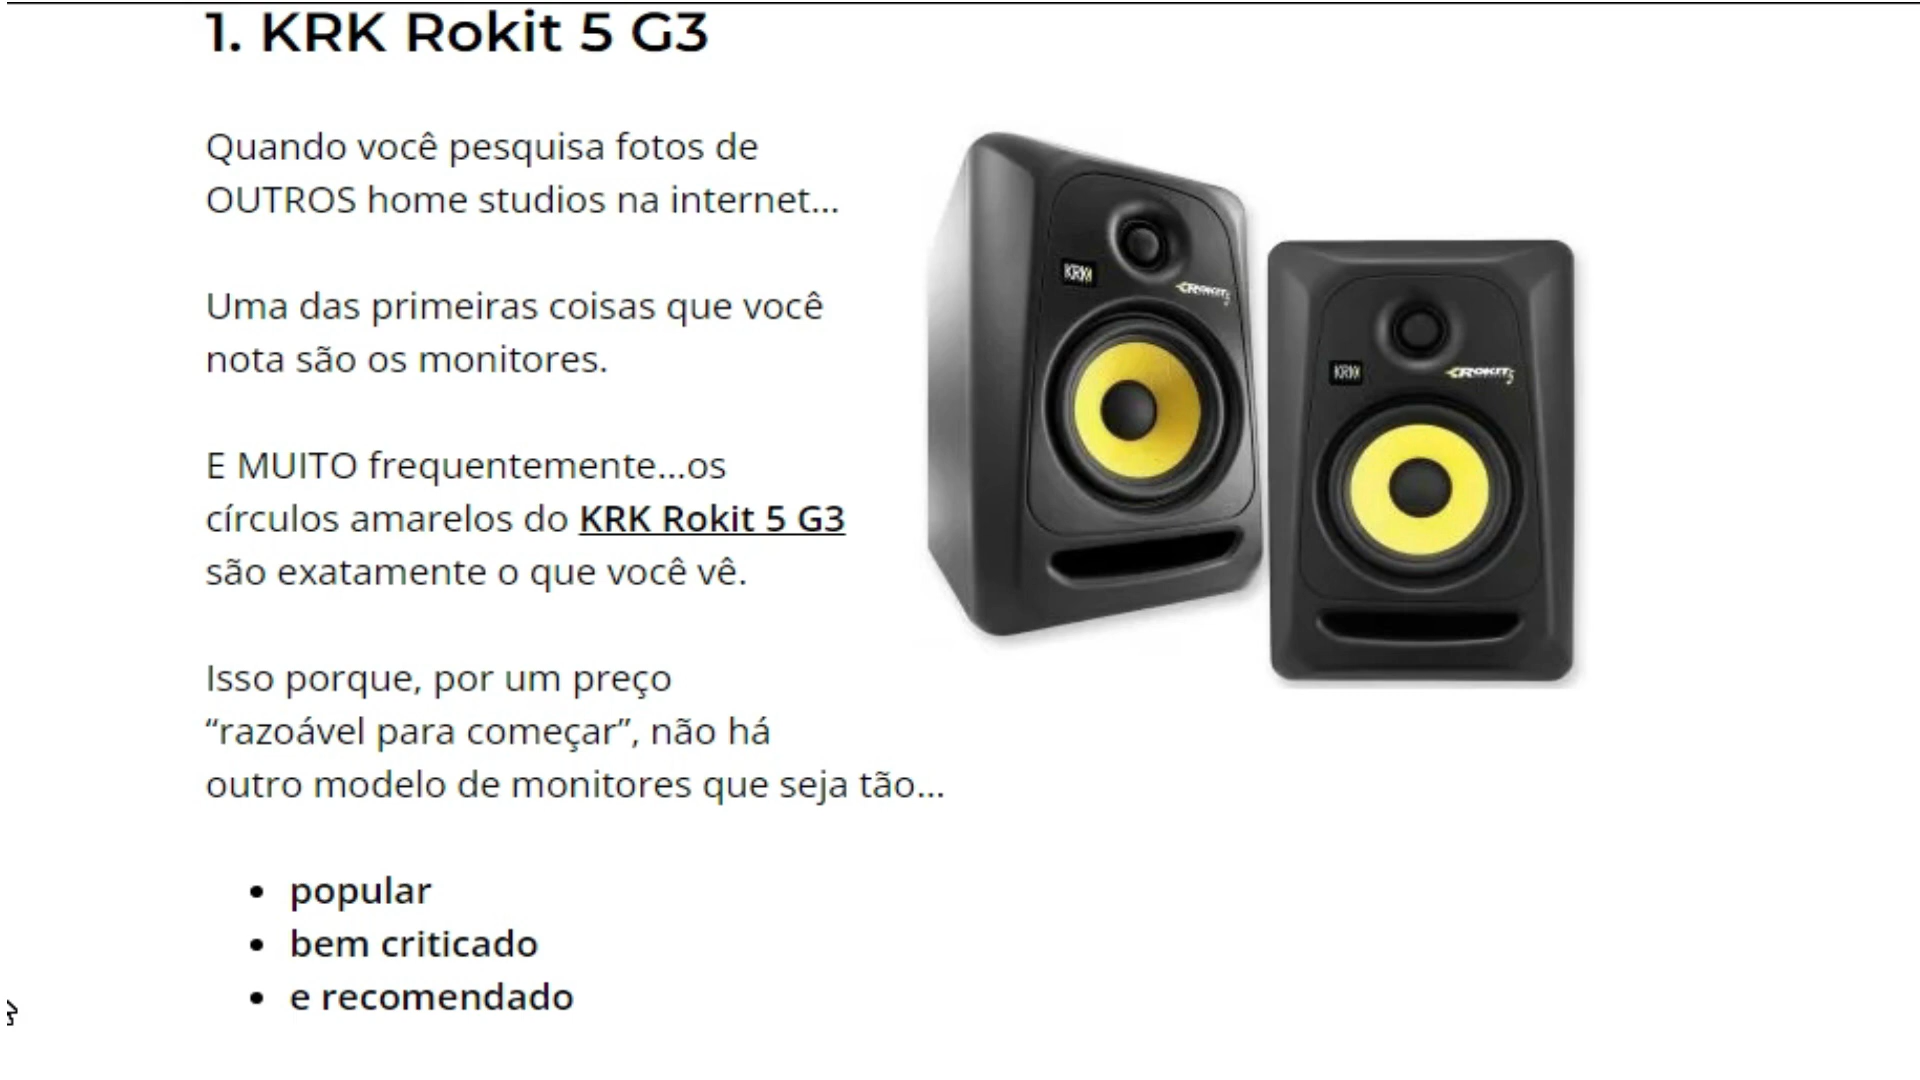 1. KRK Rokit 5 G3
Quando você pesquisa fotos de
OUTROS home studios na internet...
Uma das primeiras coisas que você
nota são os monitores.
E MUITO frequentemente...os
círculos amarelos do KRK Rokit 5 G3
são exatamente o que você vê.
Isso porque, por um preço
“razoável para começar”, não há
outro modelo de monitores que seja tão...
• popular
• bem criticado
• e recomendado
KRK
ROKIT 5
KRK
ROKIT 5